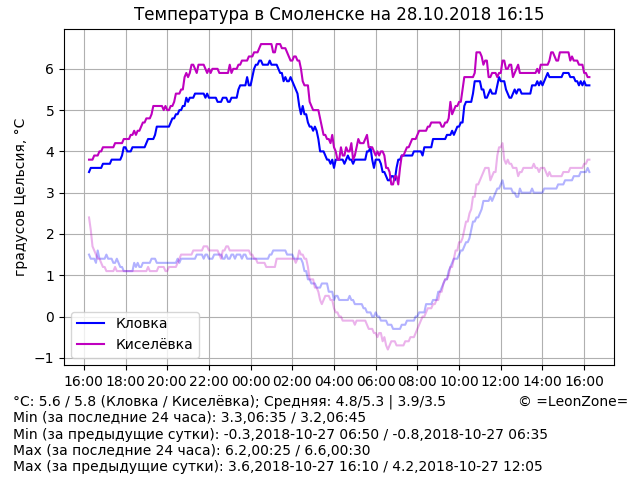 Температура в Смоленске на 28.10.2018 16:15
градусов Цельсия, °C
6
5
4
3
2
1
0
−1
Кловка
Киселёвка
16:00 18:00 20:00 22:00 00:00 02:00 04:00 06:00 08:00 10:00 12:00 14:00 16:00
°C: 5.6 / 5.8 (Кловка / Киселёвка); Средняя: 4.8/5.3 | 3.9/3.5 © =LeonZone=
Min (за последние 24 часа): 3.3,06:35 / 3.2,06:45
Min (за предыдущие сутки): -0.3,2018-10-27 06:50 / -0.8,2018-10-27 06:35
Max (за последние 24 часа): 6.2,00:25 / 6.6,00:30
Max (за предыдущие сутки): 3.6,2018-10-27 16:10 / 4.2,2018-10-27 12:05